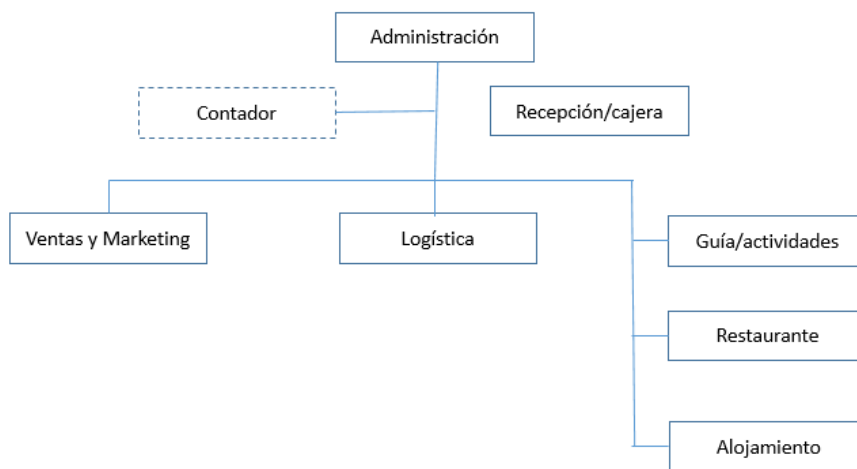 Administración
Contador
Recepción/cajera
Ventas y Marketing
Logística
Guía/actividades
Restaurante
Alojamiento